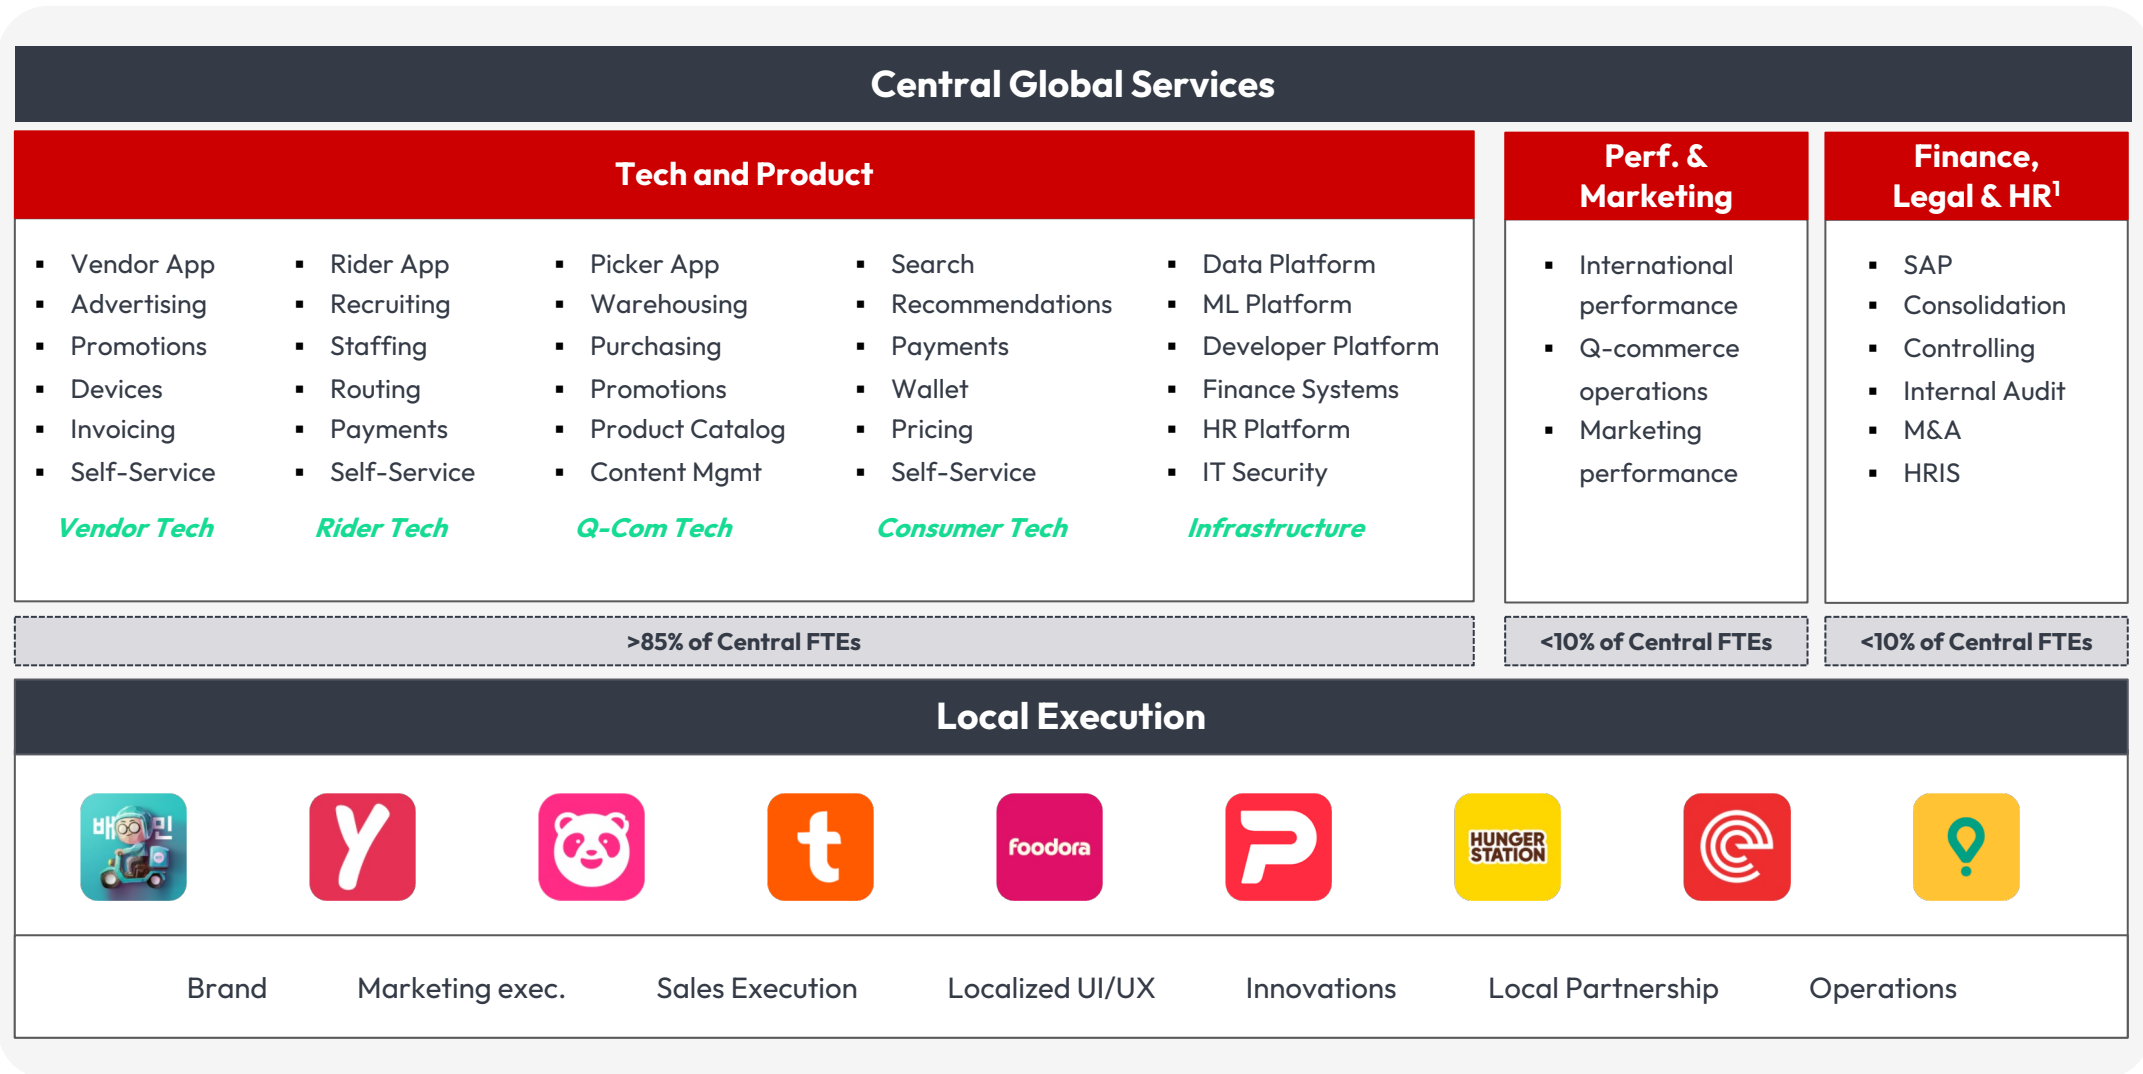 Central Global Services
Tech and Product
Perf. &
Marketing
Finance,
Legal & HR¹
▪ Vendor App
▪ Advertising
▪ Promotions
▪ Devices
▪ Invoicing
▪ Self-Service
Vendor Tech
▪ Rider App
▪ Recruiting
▪ Staffing
▪ Routing
▪ Payments
▪ Self-Service
Rider Tech
▪ Picker App
▪ Warehousing
▪ Purchasing
▪ Promotions
▪ Product Catalog
▪ Content Mgmt
Q-Com Tech
▪ Search
▪ Recommendations
▪ Payments
▪ Wallet
▪ Pricing
▪ Self-Service
Consumer Tech
▪ Data Platform
▪ ML Platform
▪ Developer Platform
▪ Finance Systems
▪ HR Platform
▪ IT Security
Infrastructure
▪ International
performance
▪ Q-commerce
operations
▪ Marketing
performance
▪ SAP
▪ Consolidation
▪ Controlling
▪ Internal Audit
▪ M&A
▪ HRIS
>85% of Central FTEs
<10% of Central FTEs
<10% of Central FTEs
Local Execution
배민
y
t
foodora
P
HUNGER
STATION
e
Brand
Marketing exec.
Sales Execution
Localized UI/UX
Innovations
Local Partnership
Operations